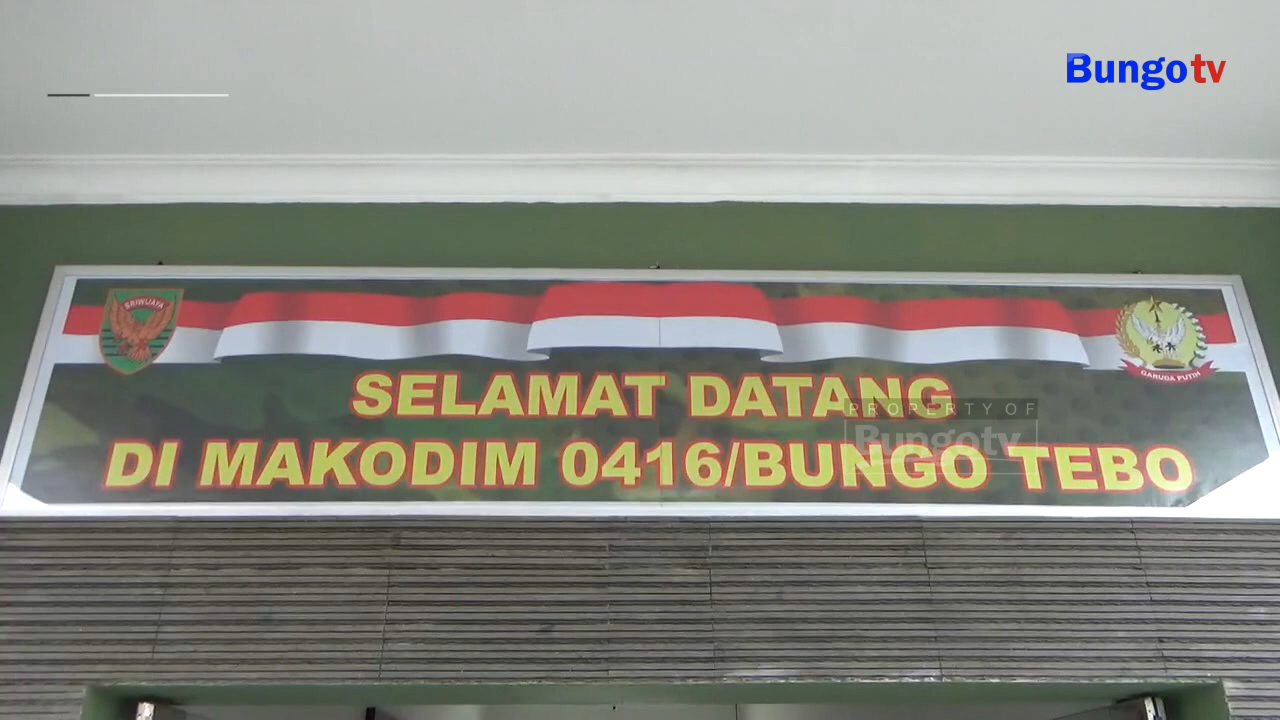 Bungotv
SRIWIJAYA
GARUDA PUTIH
SELAMAT DATANG
PROPERTY OF
Bungotv
DI MAKODIM 0416/BUNGO TEBO